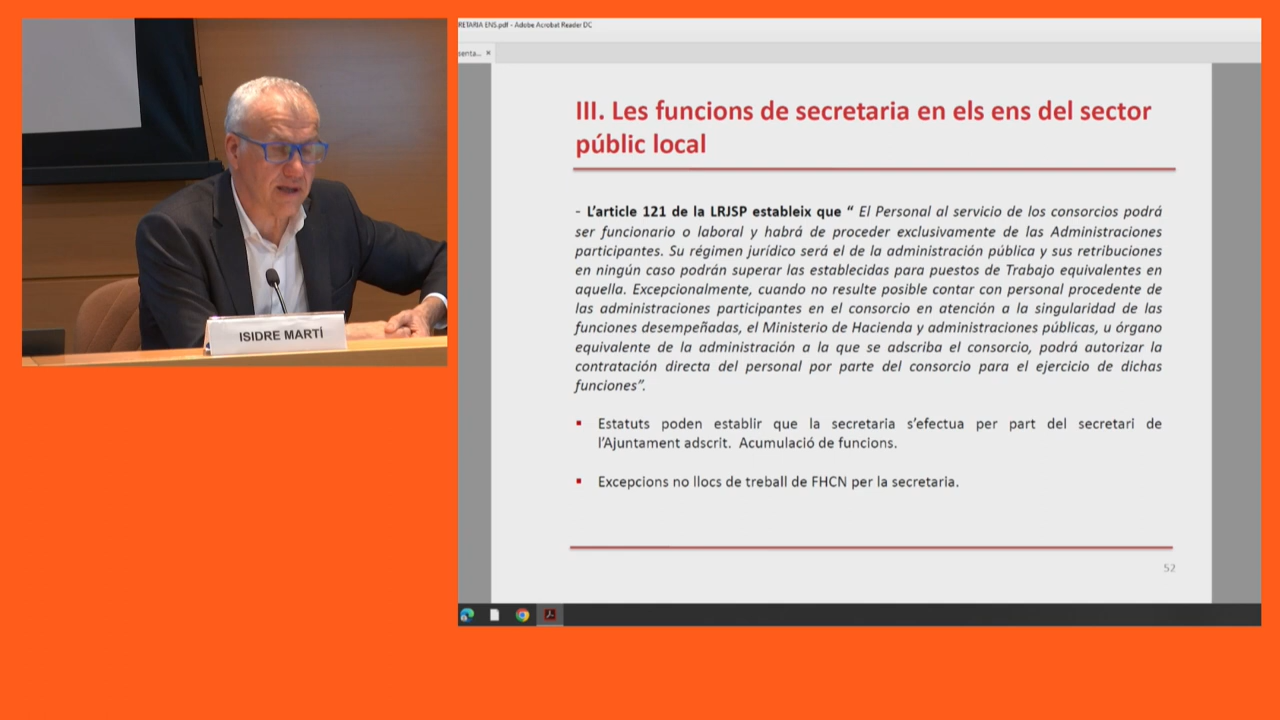 RETARIA ENS.pdf - Adobe Acrobat Reader DC
senta... ×
III. Les funcions de secretaria en els ens del sector
públic local
- L'article 121 de la LRJSP estableix que “ El Personal al servicio de los consorcios podrá
ser funcionario o laboral y habrá de proceder exclusivamente de las Administraciones
participantes. Su régimen jurídico será el de la administración pública y sus retribuciones
en ningún caso podrán superar las establecidas para puestos de Trabajo equivalentes en
aquella. Excepcionalmente, cuando no resulte posible contar con personal procedente de
las administraciones participantes en el consorcio en atención a la singularidad de las
funciones desempeñadas, el Ministerio de Hacienda y administraciones públicas, u órgano
equivalente de la administración a la que se adscriba el consorcio, podrá autorizar la
contratación directa del personal por parte del consorcio para el ejercicio de dichas
funciones”.
▪ Estatuts poden establir que la secretaria s'efectua per part del secretari de
l'Ajuntament adscrit. Acumulació de funcions.
▪ Excepcions no llocs de treball de FHCN per la secretaria.
52
ISIDRE MARTÍ